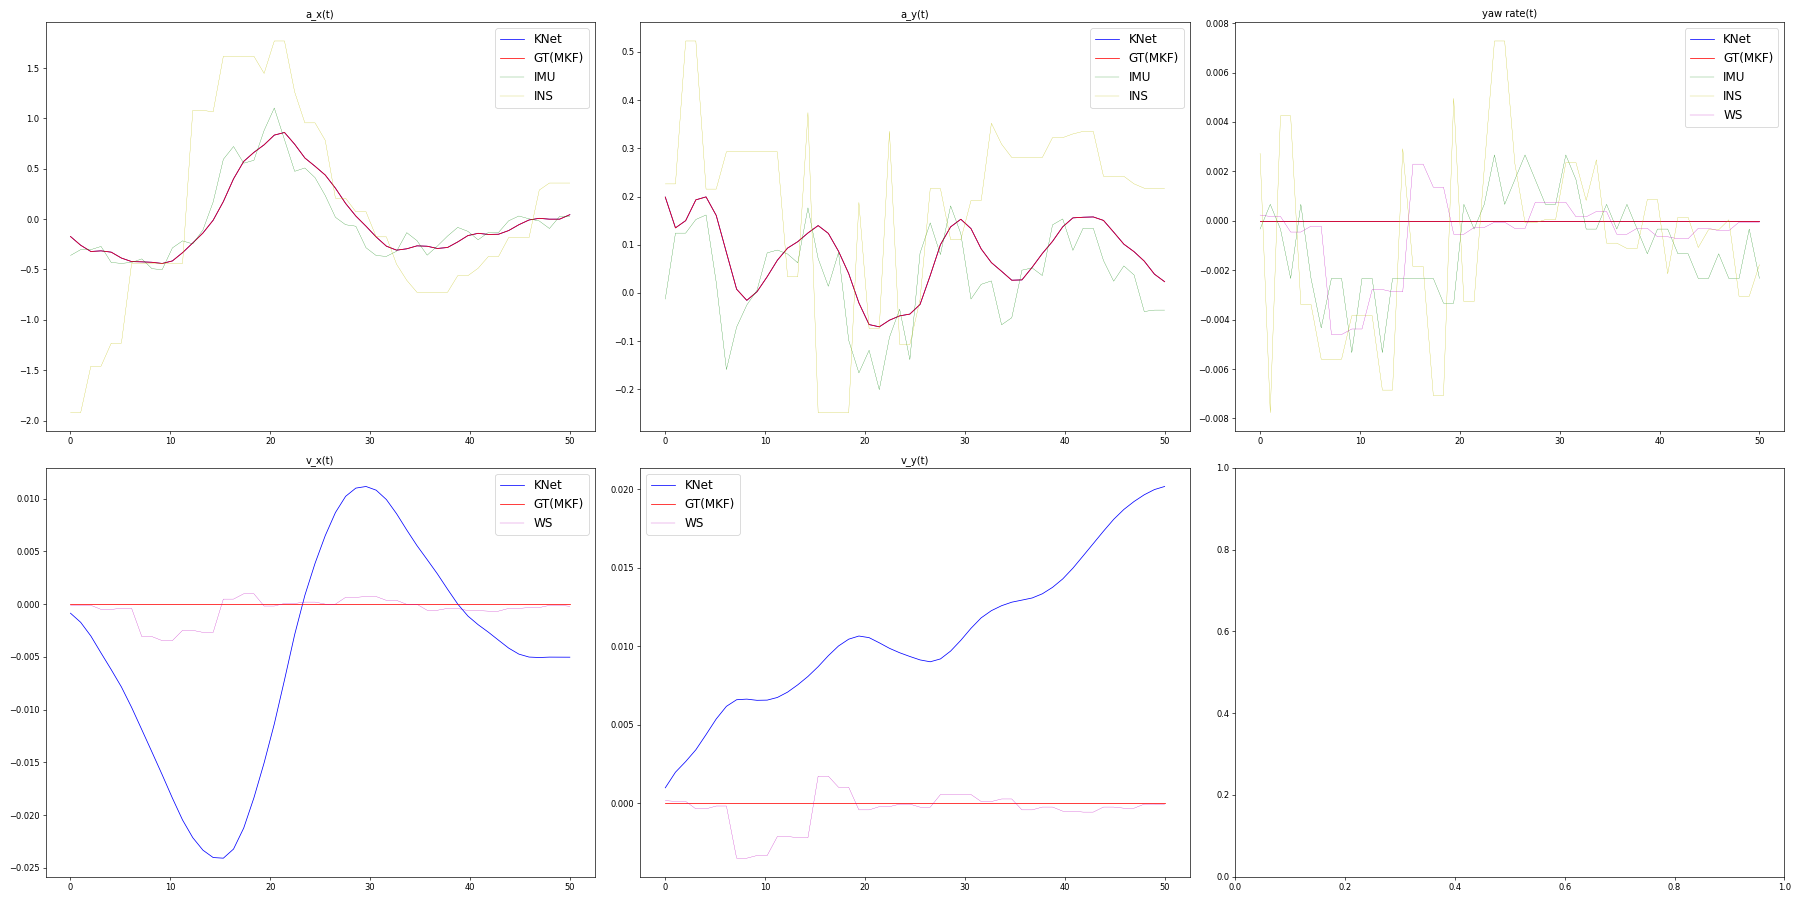 a_x(t)
KNet
GT(MKF)
IMU
INS
1.5
1.0
0.5
0.0
−0.5
−1.0
−1.5
−2.0
0 10 20 30 40 50
a_y(t)
KNet
GT(MKF)
IMU
INS
0.5
0.4
0.3
0.2
0.1
0.0
−0.1
−0.2
0 10 20 30 40 50
yaw rate(t)
KNet
GT(MKF)
IMU
INS
WS
0.008
0.006
0.004
0.002
0.000
−0.002
−0.004
−0.006
−0.008
0 10 20 30 40 50
v_x(t)
KNet
GT(MKF)
WS
0.010
0.005
0.000
−0.005
−0.010
−0.015
−0.020
−0.025
0 10 20 30 40 50
v_y(t)
KNet
GT(MKF)
WS
0.020
0.015
0.010
0.005
0.000
0 10 20 30 40 50
1.0
0.8
0.6
0.4
0.2
0.0
0.0 0.2 0.4 0.6 0.8 1.0